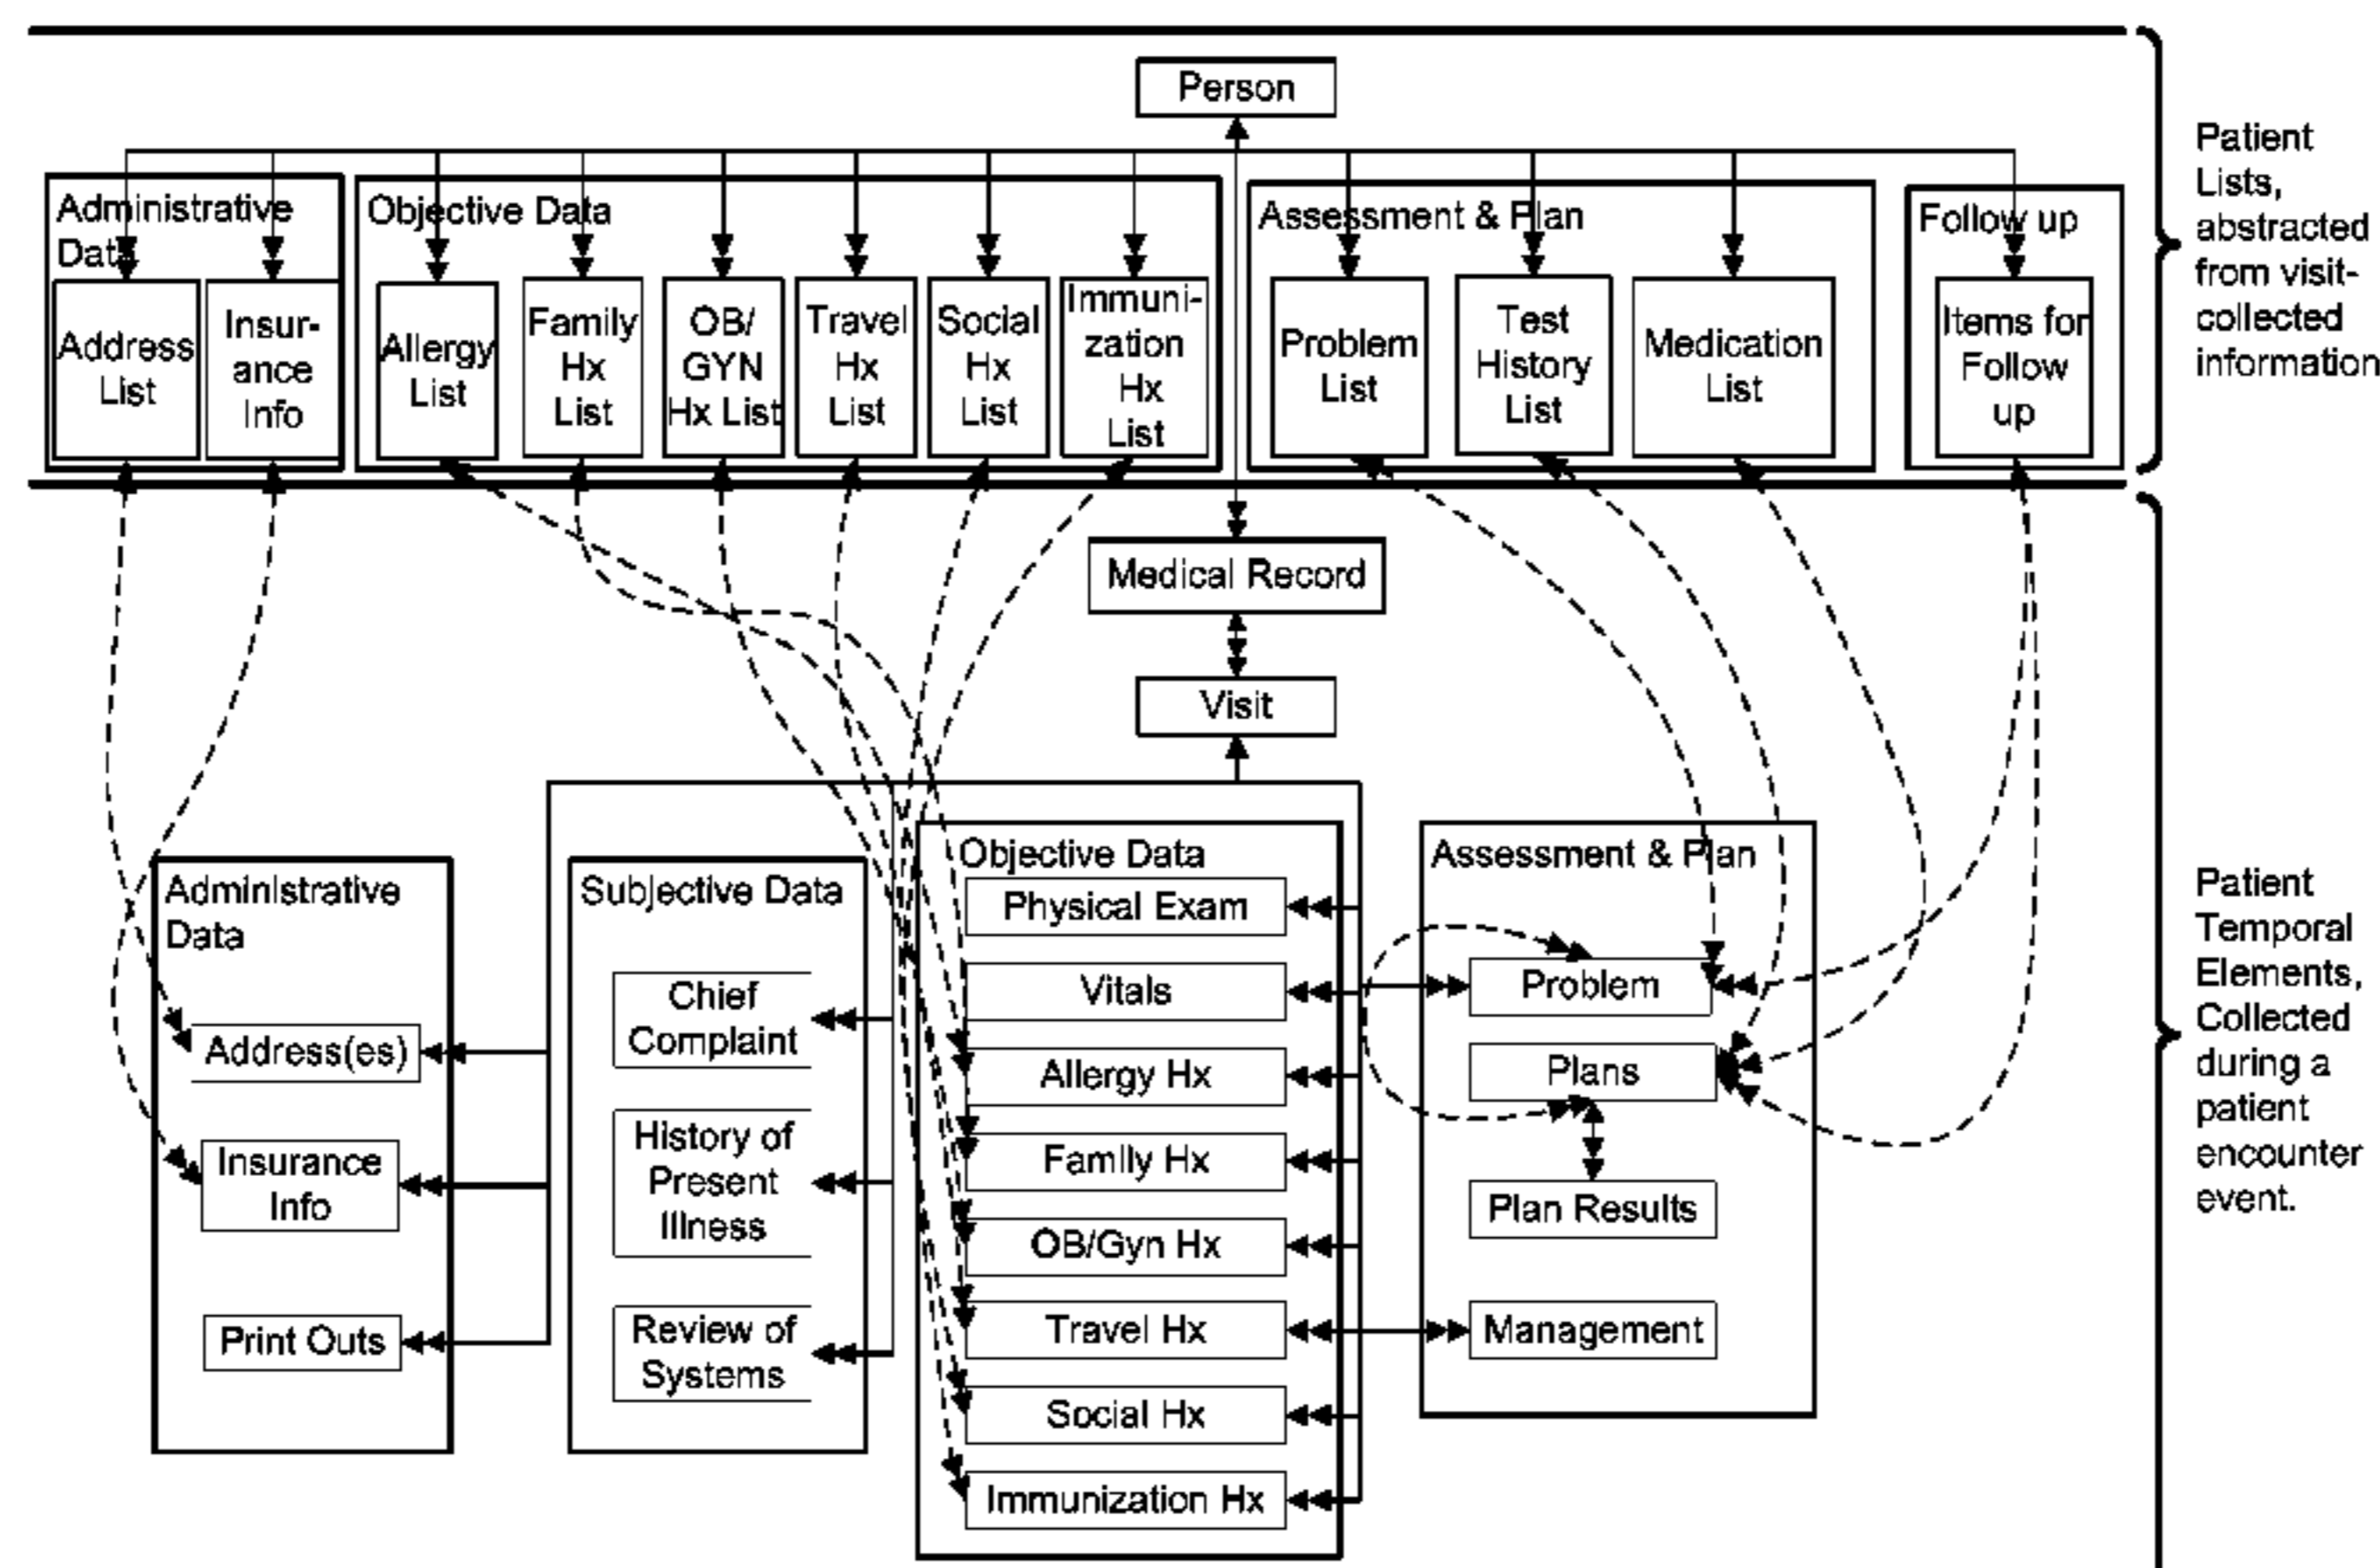 Person
Patient
Lists,
abstracted
from visit-
collected
information
Administrative
Data
Address
List
Insur-
ance
Info
Objective Data
Allergy
List
Family
Hx
List
OB/
GYN
Hx List
Travel
Hx
List
Social
Hx
List
Immuni-
zation
Hx
List
Assessment & Plan
Problem
List
Test
History
List
Medication
List
Follow up
Items for
Follow
up
Medical Record
Visit
Administrative
Data
Address(es)
Insurance
Info
Print Outs
Subjective Data
Chief
Complaint
History of
Present
Illness
Review of
Systems
Objective Data
Physical Exam
Vitals
Allergy Hx
Family Hx
OB/Gyn Hx
Travel Hx
Social Hx
Immunization Hx
Assessment & Plan
Problem
Plans
Plan Results
Management
Patient
Temporal
Elements,
Collected
during a
patient
encounter
event.